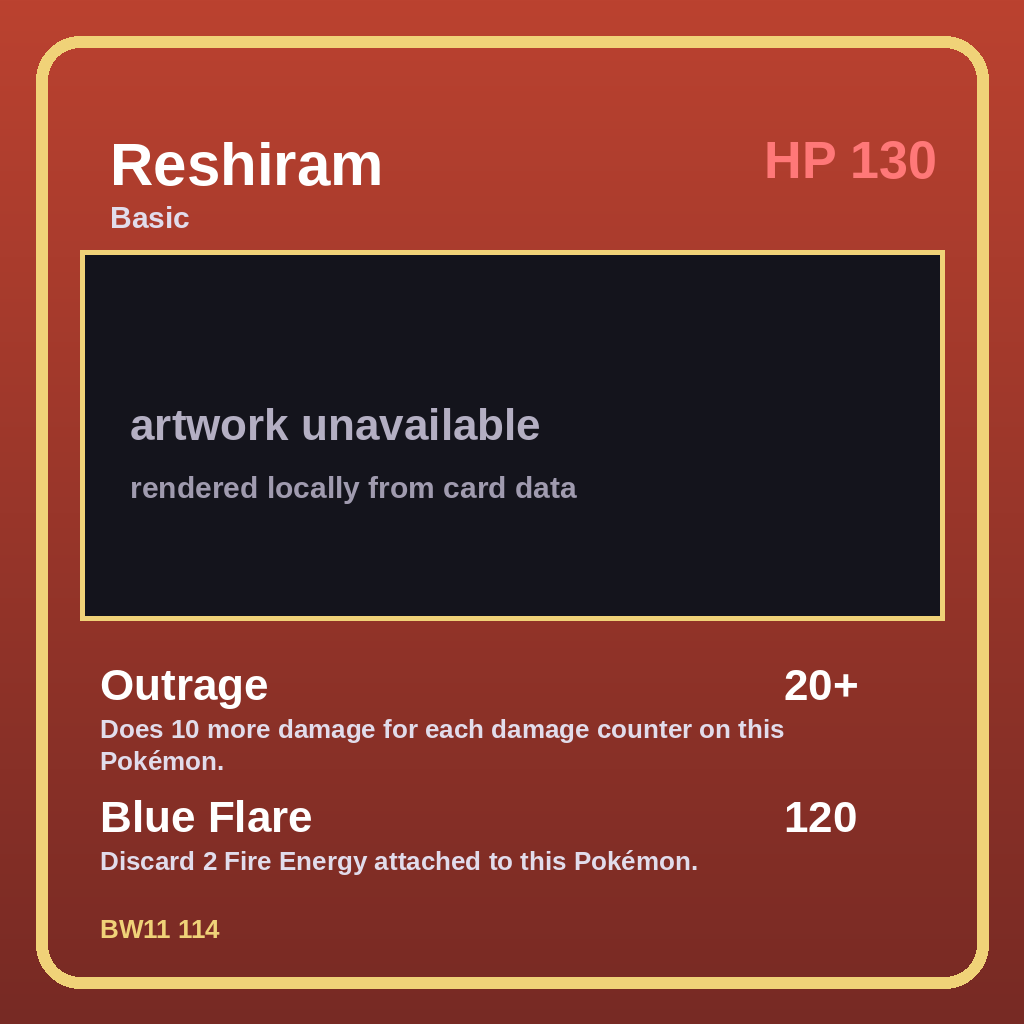 Reshiram
HP 130
Basic
artwork unavailable
rendered locally from card data
Outrage 20+
Does 10 more damage for each damage counter on this
Pokémon.
Blue Flare 120
Discard 2 Fire Energy attached to this Pokémon.
BW11 114